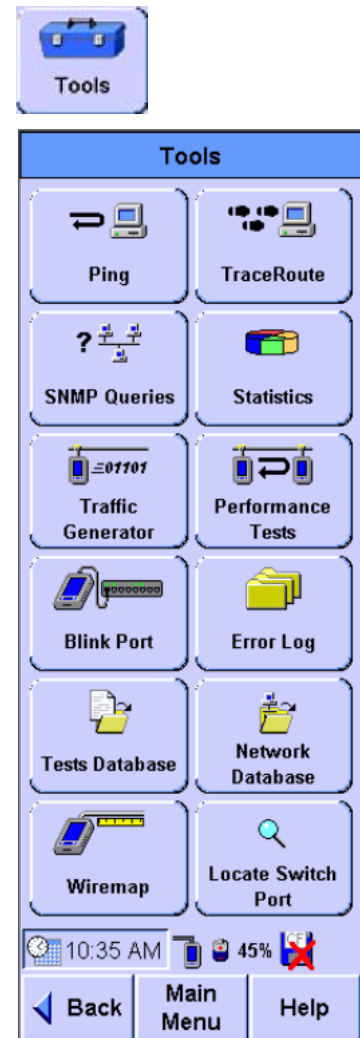 Tools
Tools
Ping
TraceRoute
SNMP Queries
Statistics
Traffic
Generator
Performance
Tests
Blink Port
Error Log
Tests Database
Network
Database
Wiremap
Locate Switch
Port
10:35 AM
45%
CF
Back
Main
Menu
Help